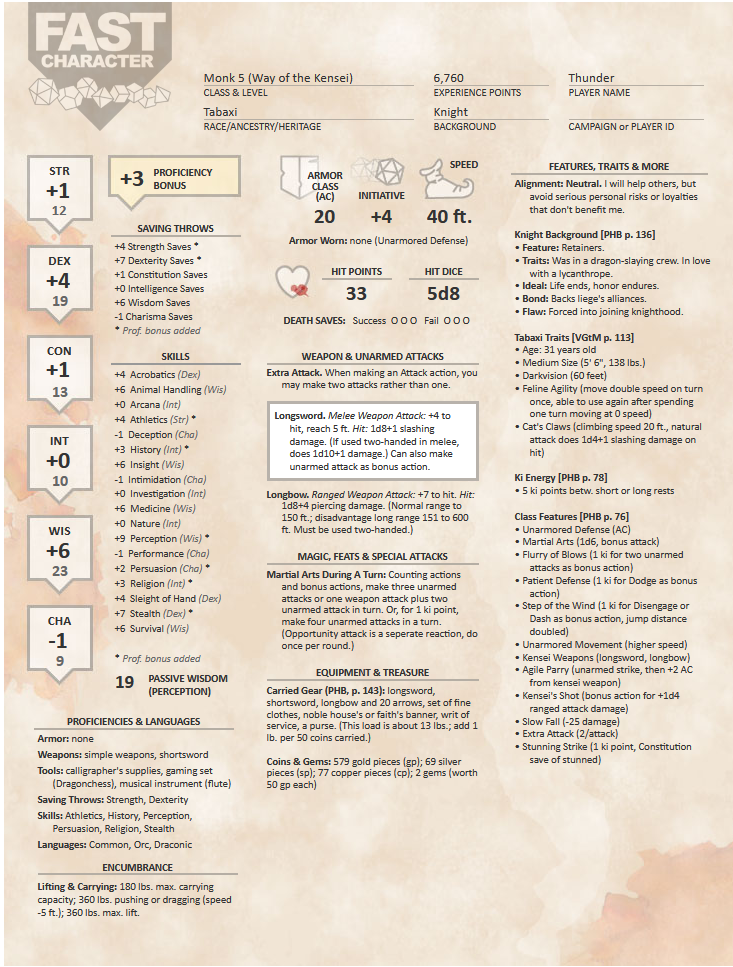 FAST
CHARACTER
Monk 5 (Way of the Kensei)
CLASS & LEVEL
6,760
EXPERIENCE POINTS
Thunder
PLAYER NAME
Tabaxi
RACE/ANCESTRY/HERITAGE
Knight
BACKGROUND
CAMPAIGN or PLAYER ID
STR
+1
12
DEX
+4
19
CON
+1
13
INT
+0
10
WIS
+6
23
CHA
-1
9
+3
PROFICIENCY
BONUS
SAVING THROWS
+4 Strength Saves *
+7 Dexterity Saves *
+1 Constitution Saves
+0 Intelligence Saves
+6 Wisdom Saves
-1 Charisma Saves
* Prof. bonus added
SKILLS
+4 Acrobatics (Dex)
+6 Animal Handling (Wis)
+0 Arcana (Int)
+4 Athletics (Str) *
-1 Deception (Cha)
+3 History (Int) *
+6 Insight (Wis)
-1 Intimidation (Cha)
+0 Investigation (Int)
+6 Medicine (Wis)
+0 Nature (Int)
+9 Perception (Wis) *
-1 Performance (Cha)
+2 Persuasion (Cha) *
+3 Religion (Int) *
+4 Sleight of Hand (Dex)
+7 Stealth (Dex) *
+6 Survival (Wis)
* Prof. bonus added
19
PASSIVE WISDOM
(PERCEPTION)
PROFICIENCIES & LANGUAGES
Armor: none
Weapons: simple weapons, shortsword
Tools: calligrapher's supplies, gaming set
(Dragonchess), musical instrument (flute)
Saving Throws: Strength, Dexterity
Skills: Athletics, History, Perception,
Persuasion, Religion, Stealth
Languages: Common, Orc, Draconic
ENCUMBRANCE
Lifting & Carrying: 180 lbs. max. carrying
capacity; 360 lbs. pushing or dragging (speed
-5 ft.); 360 lbs. max. lift.
ARMOR
CLASS
(AC)
20
INITIATIVE
+4
SPEED
40 ft.
Armor Worn: none (Unarmored Defense)
HIT POINTS
33
HIT DICE
5d8
DEATH SAVES: Success O O O Fail O O O
WEAPON & UNARMED ATTACKS
Extra Attack. When making an Attack action, you
may make two attacks rather than one.
Longsword. Melee Weapon Attack: +4 to
hit, reach 5 ft. Hit: 1d8+1 slashing
damage. (If used two-handed in melee,
does 1d10+1 damage.) Can also make
unarmed attack as bonus action.
Longbow. Ranged Weapon Attack: +7 to hit. Hit:
1d8+4 piercing damage. (Normal range to
150 ft.; disadvantage long range 151 to 600
ft. Must be used two-handed.)
MAGIC, FEATS & SPECIAL ATTACKS
Martial Arts During A Turn: Counting actions
and bonus actions, make three unarmed
attacks or one weapon attack plus two
unarmed attack in turn. Or, for 1 ki point,
make four unarmed attacks in a turn.
(Opportunity attack is a seperate reaction, do
once per round.)
EQUIPMENT & TREASURE
Carried Gear (PHB, p. 143): longsword,
shortsword, longbow and 20 arrows, set of fine
clothes, noble house's or faith's banner, writ of
service, a purse. (This load is about 13 lbs.; add 1
lb. per 50 coins carried.)
Coins & Gems: 579 gold pieces (gp); 69 silver
pieces (sp); 77 copper pieces (cp); 2 gems (worth
50 gp each)
FEATURES, TRAITS & MORE
Alignment: Neutral. I will help others, but
avoid serious personal risks or loyalties
that don't benefit me.
Knight Background [PHB p. 136]
• Feature: Retainers.
• Traits: Was in a dragon-slaying crew. In love
with a lycanthrope.
• Ideal: Life ends, honor endures.
• Bond: Backs liege's alliances.
• Flaw: Forced into joining knighthood.
Tabaxi Traits [VGtM p. 113]
• Age: 31 years old
• Medium Size (5' 6", 138 lbs.)
• Darkvision (60 feet)
• Feline Agility (move double speed on turn
once, able to use again after spending
one turn moving at 0 speed)
• Cat's Claws (climbing speed 20 ft., natural
attack does 1d4+1 slashing damage on
hit)
Ki Energy [PHB p. 78]
• 5 ki points betw. short or long rests
Class Features [PHB p. 76]
• Unarmored Defense (AC)
• Martial Arts (1d6, bonus attack)
• Flurry of Blows (1 ki for two unarmed
attacks as bonus action)
• Patient Defense (1 ki for Dodge as bonus
action)
• Step of the Wind (1 ki for Disengage or
Dash as bonus action, jump distance
doubled)
• Unarmored Movement (higher speed)
• Kensei Weapons (longsword, longbow)
• Agile Parry (unarmed strike, then +2 AC
from kensei weapon)
• Kensei's Shot (bonus action for +1d4
ranged attack damage)
• Slow Fall (-25 damage)
• Extra Attack (2/attack)
• Stunning Strike (1 ki point, Constitution
save of stunned)